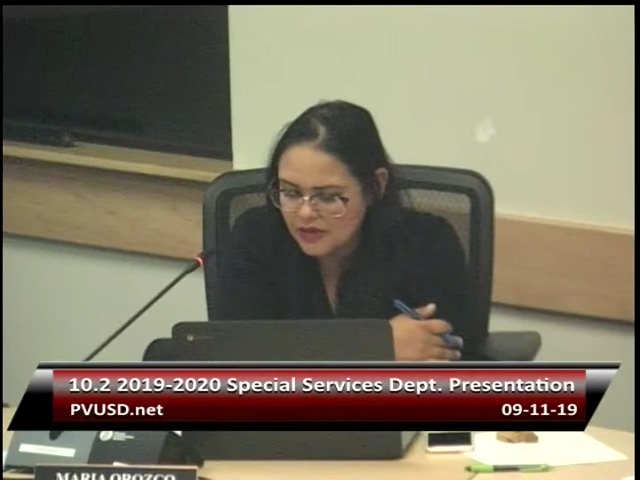 10.2 2019-2020 Special Services Dept. Presentation
PVUSD.net 09-11-19
MARIA OROZCO